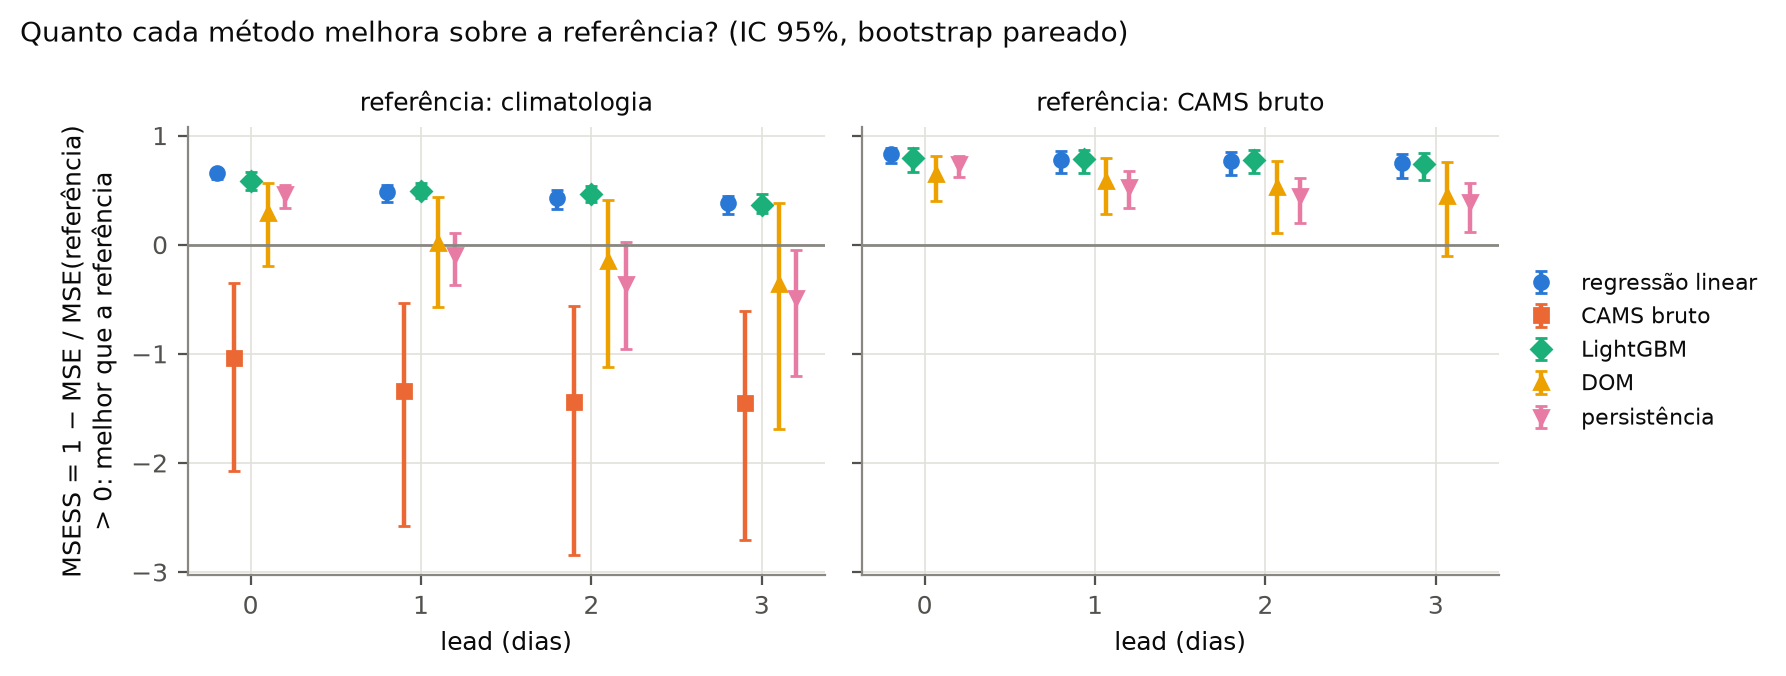 Quanto cada método melhora sobre a referência? (IC 95%, bootstrap pareado)
referência: climatologia
referência: CAMS bruto
MSESS = 1 − MSE / MSE(referência)
> 0: melhor que a referência
1
0
−1
−2
−3
0 1 2 3
lead (dias)
0 1 2 3
lead (dias)
regressão linear
CAMS bruto
LightGBM
DOM
persistência